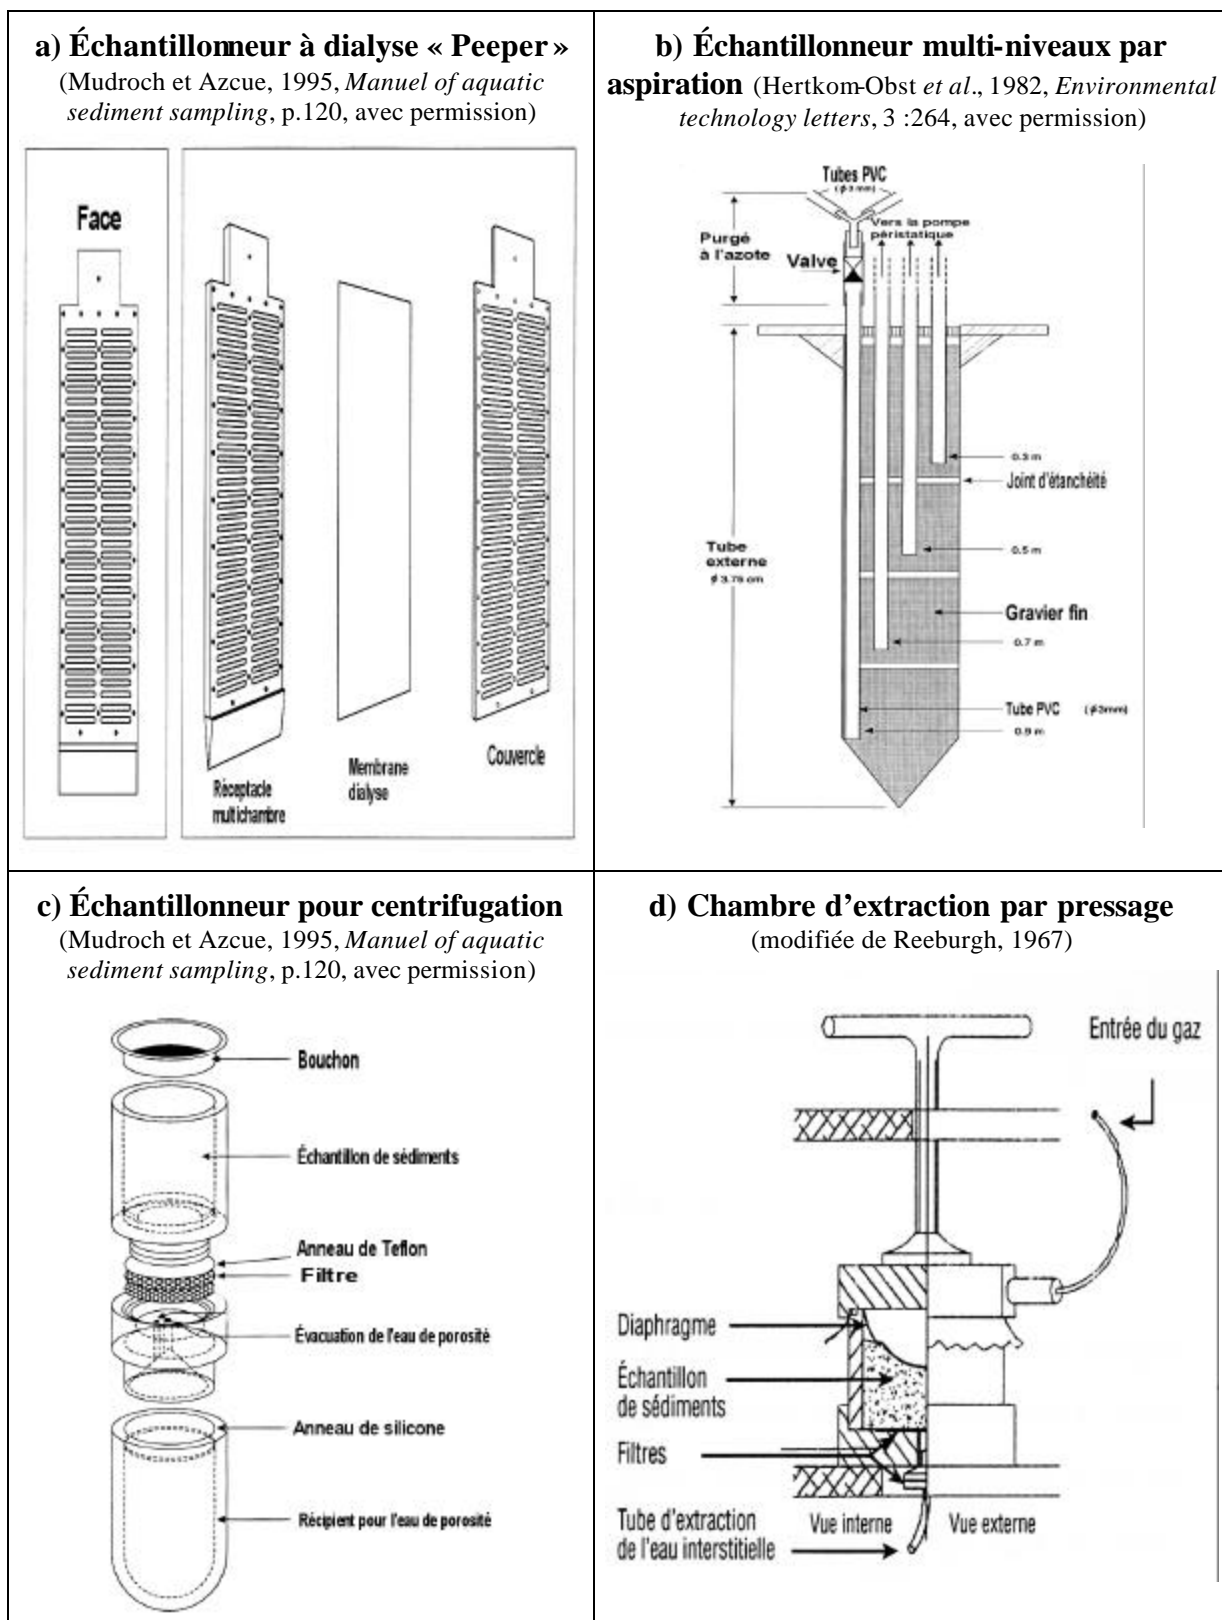 a) Échantillonneur à dialyse « Peeper »
(Mudroch et Azcue, 1995, Manuel of aquatic
sediment sampling, p.120, avec permission)
Face
Réceptacle
multichambre
Membrane
dialyse
Couvercle
b) Échantillonneur multi-niveaux par
aspiration (Hertkom-Obst et al., 1982, Environmental
technology letters, 3 :264, avec permission)
Tubes PVC
(ϕ 3 mm)
Vers la pompe
péristatique
Purgé
à l'azote
Valve
0.3 m
Joint d'étanchéité
0.5 m
Tube
externe
ϕ 3.75 cm
Gravier fin
0.7 m
Tube PVC (ϕ3mm)
0.9 m
c) Échantillonneur pour centrifugation
(Mudroch et Azcue, 1995, Manuel of aquatic
sediment sampling, p.120, avec permission)
Bouchon
Échantillon de sédiments
Anneau de Teflon
Filtre
Évacuation de l'eau de porosité
Anneau de silicone
Récipient pour l'eau de porosité
d) Chambre d'extraction par pressage
(modifiée de Reeburgh, 1967)
Entrée du gaz
Diaphragme
Échantillon
de sédiments
Filtres
Tube d'extraction
de l'eau interstitielle
Vue interne
Vue externe